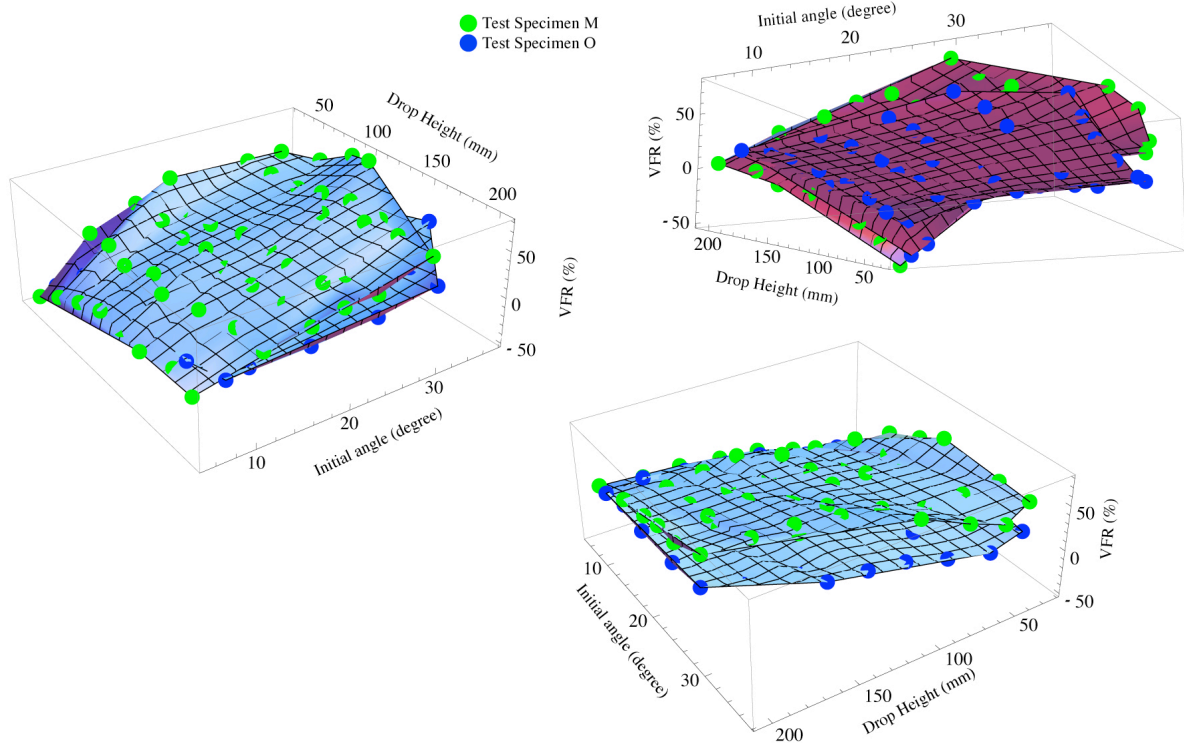 Test Specimen M
Test Specimen O
50
Drop Height (mm)
100
150
200
50
0
- 50
VFR (%)
10
20
30
Initial angle (degree)
Initial angle (degree)
10
20
30
50
0
- 50
VFR (%)
200
150
100
50
Drop Height (mm)
10
20
30
Initial angle (degree)
200
150
100
50
Drop Height (mm)
50
0
- 50
VFR (%)